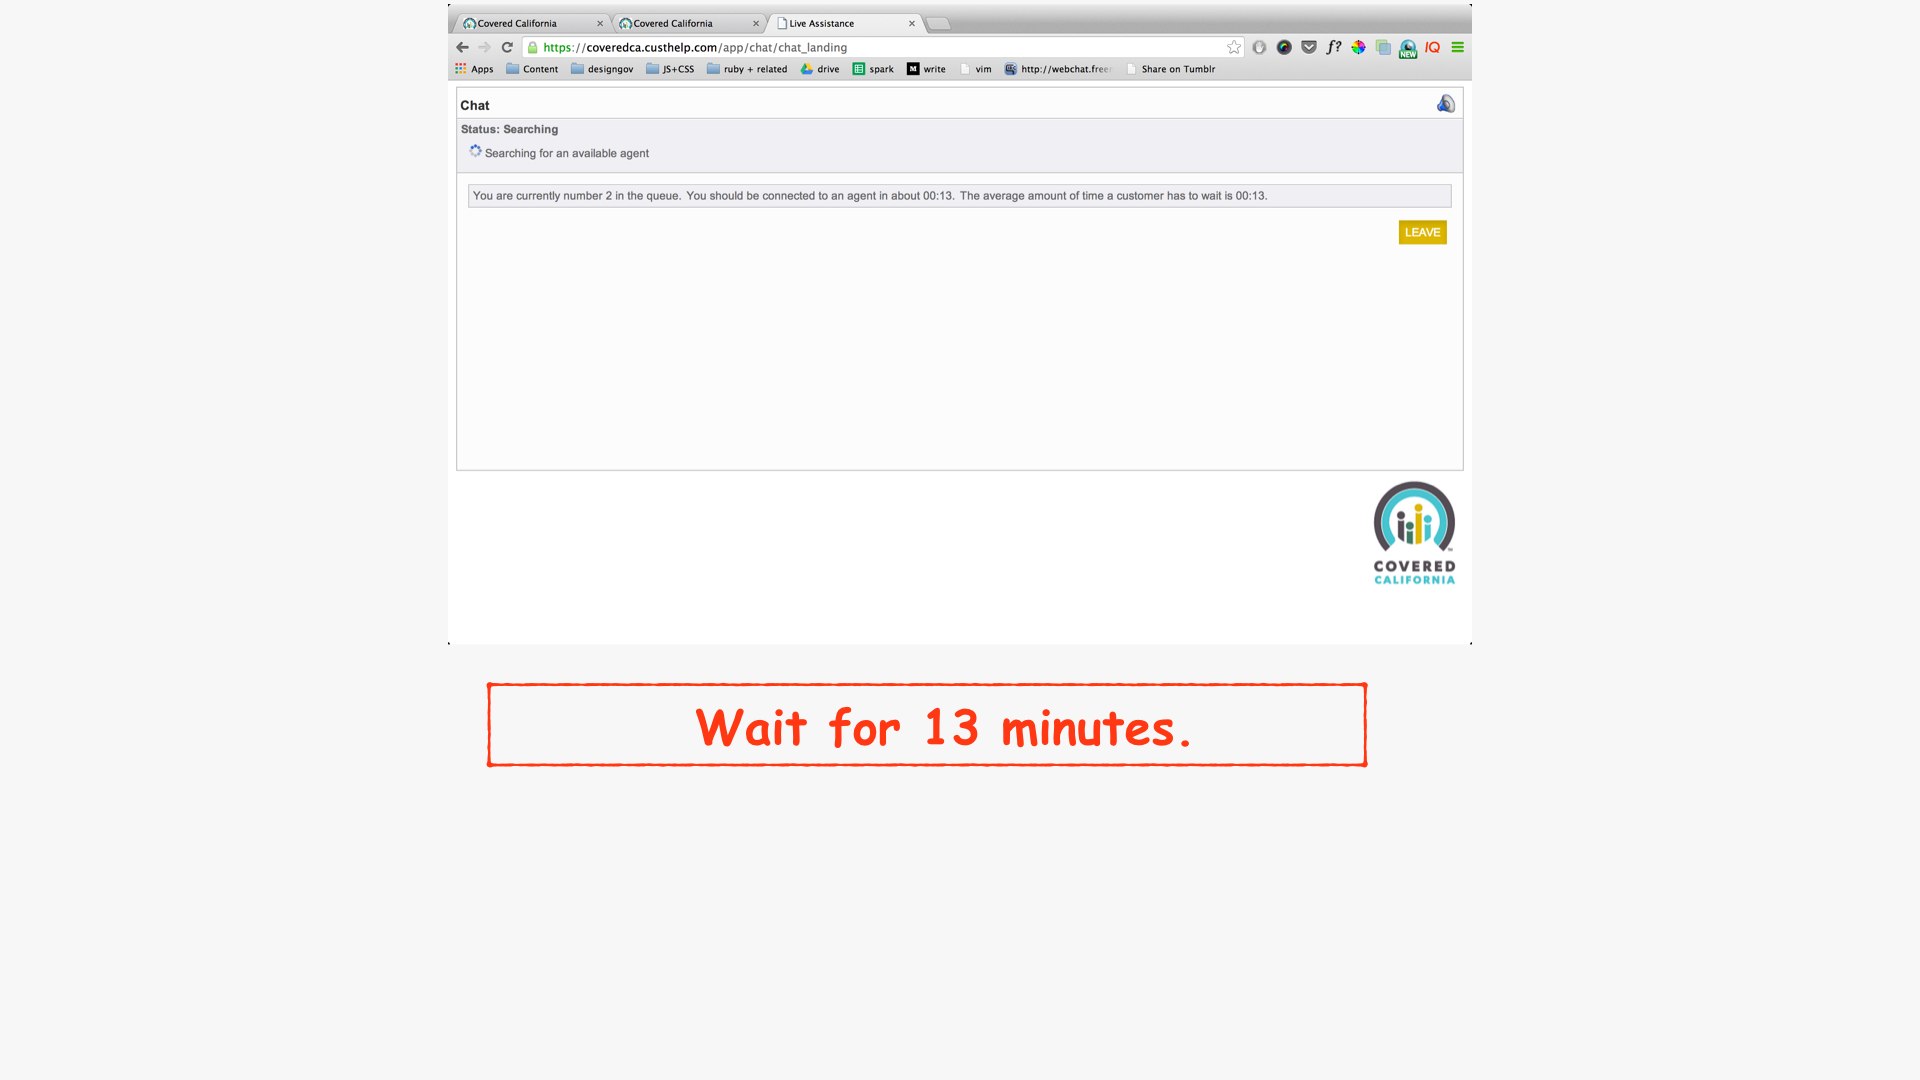 Covered California
Covered California
Live Assistance
https://coveredca.custhelp.com/app/chat/chat_landing
f?
NEW
IQ
Apps
Content
designgov
JS+CSS
ruby + related
drive
spark
M write
vim
http://webchat.free
Share on Tumblr
Chat
Status: Searching
Searching for an available agent
You are currently number 2 in the queue. You should be connected to an agent in about 00:13. The average amount of time a customer has to wait is 00:13.
LEAVE
COVERED
CALIFORNIA
Wait for 13 minutes.